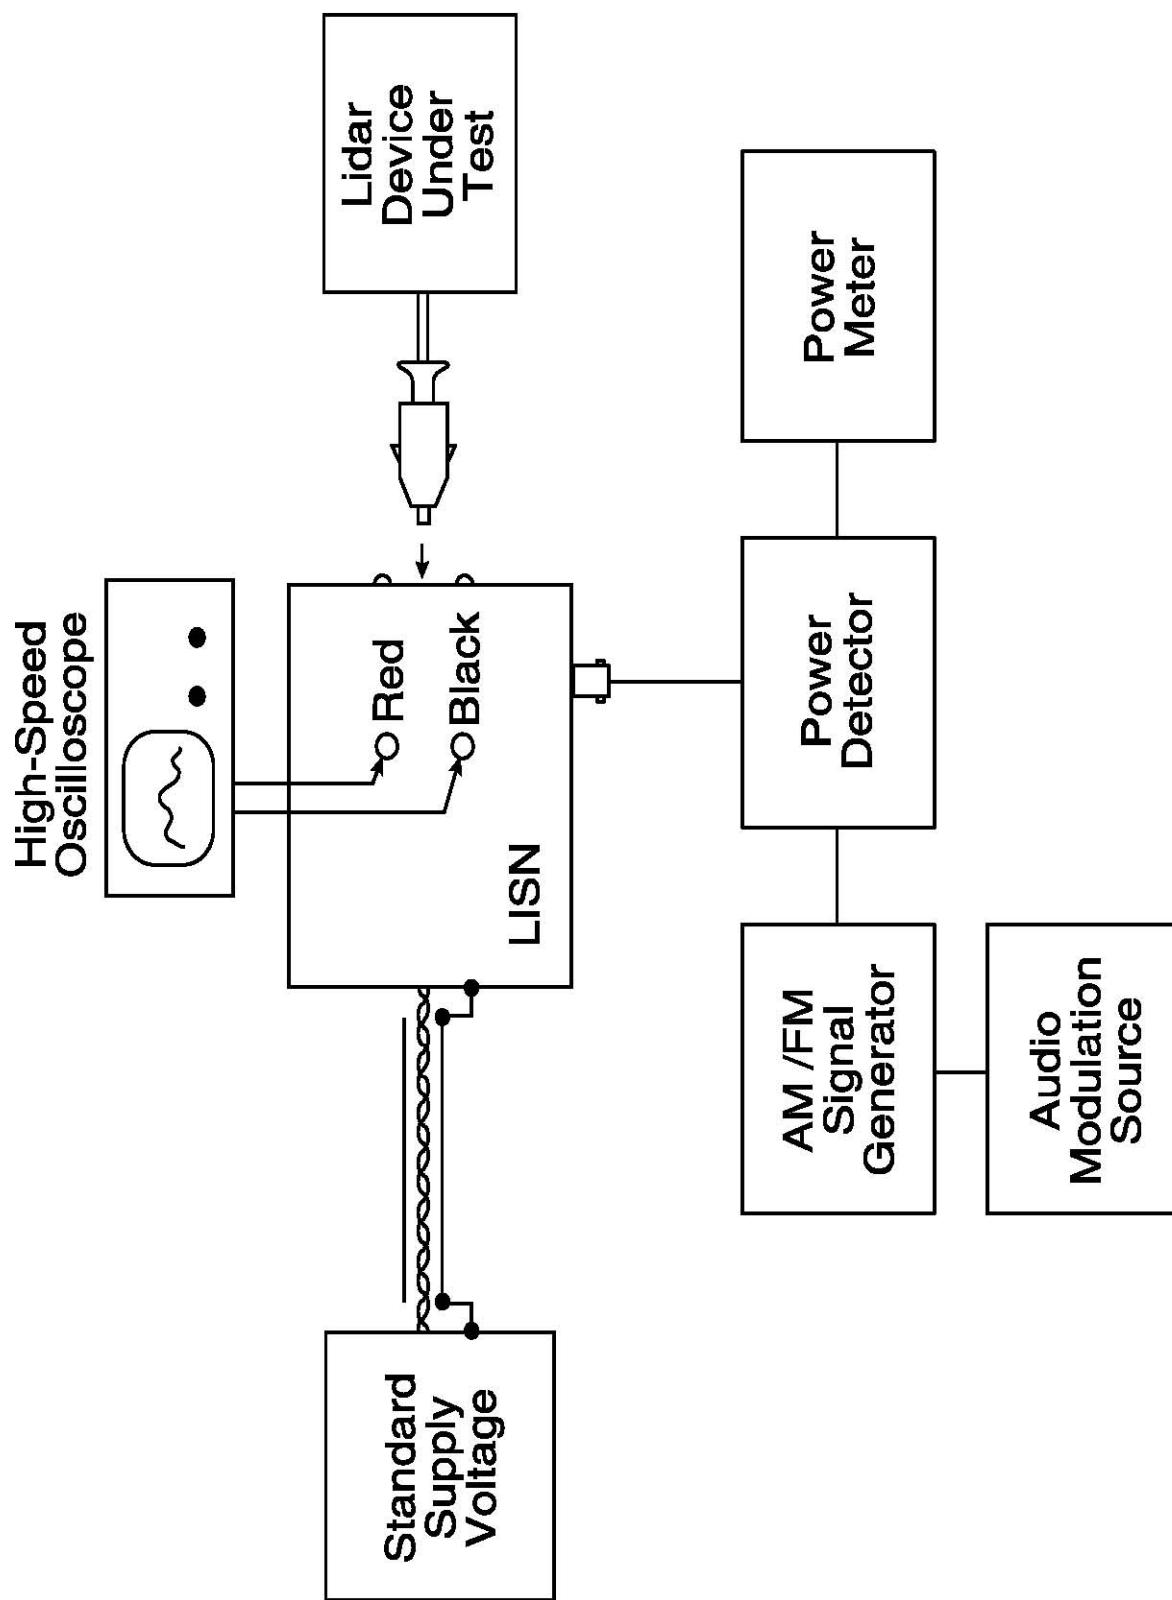 High-Speed
Oscilloscope
Standard
Supply
Voltage
LISN
Red
Black
Lidar
Device
Under
Test
AM /FM
Signal
Generator
Power
Detector
Power
Meter
Audio
Modulation
Source